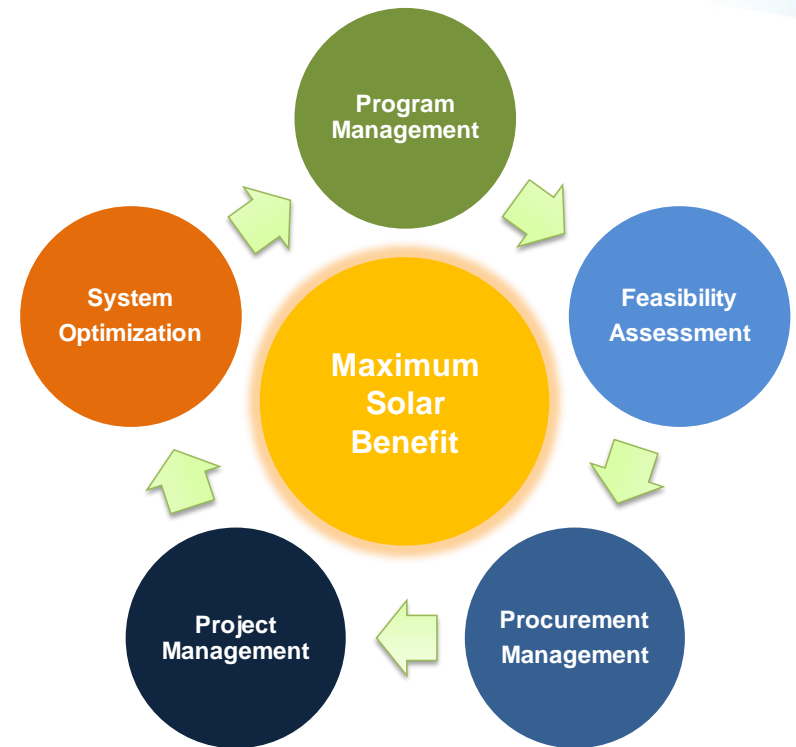 Program
Management
Feasibility
Assessment
Procurement
Management
Project
Management
System
Optimization
Maximum
Solar
Benefit